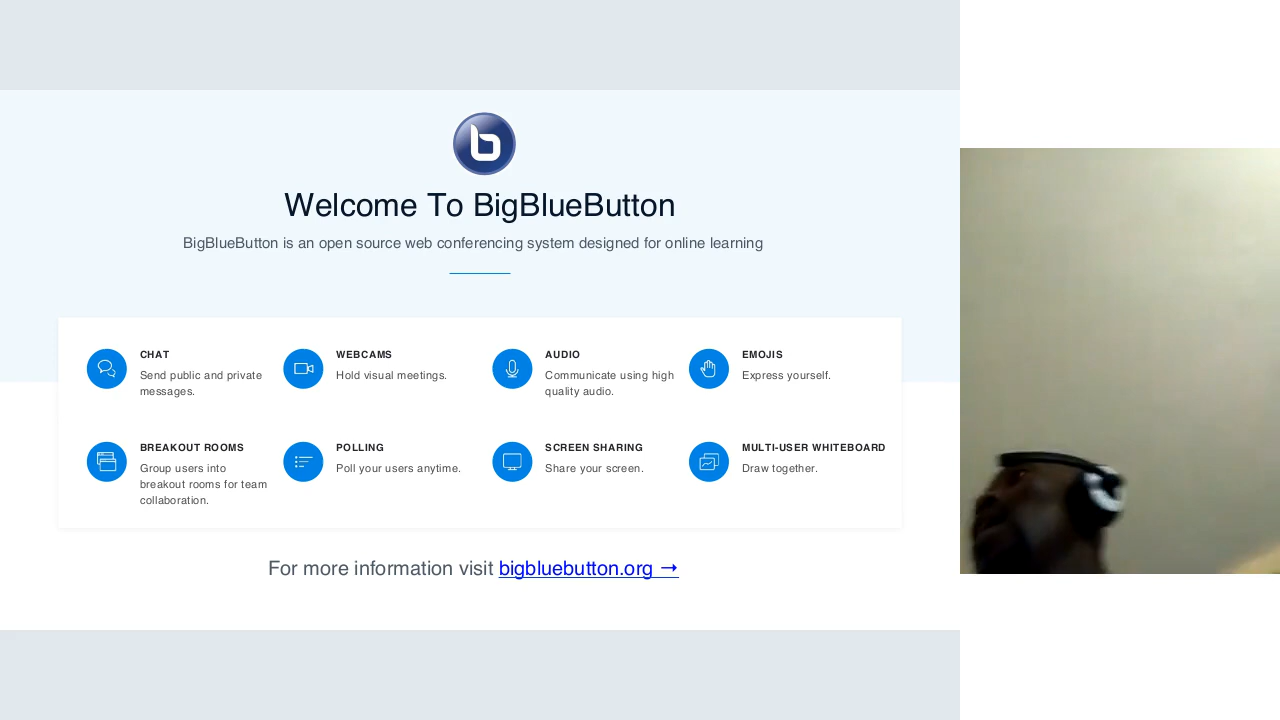 Welcome To BigBlueButton
BigBlueButton is an open source web conferencing system designed for online learning
CHAT
Send public and private
messages.
WEBCAMS
Hold visual meetings.
AUDIO
Communicate using high
quality audio.
EMOJIS
Express yourself.
BREAKOUT ROOMS
Group users into
breakout rooms for team
collaboration.
POLLING
Poll your users anytime.
SCREEN SHARING
Share your screen.
MULTI-USER WHITEBOARD
Draw together.
For more information visit bigbluebutton.org →